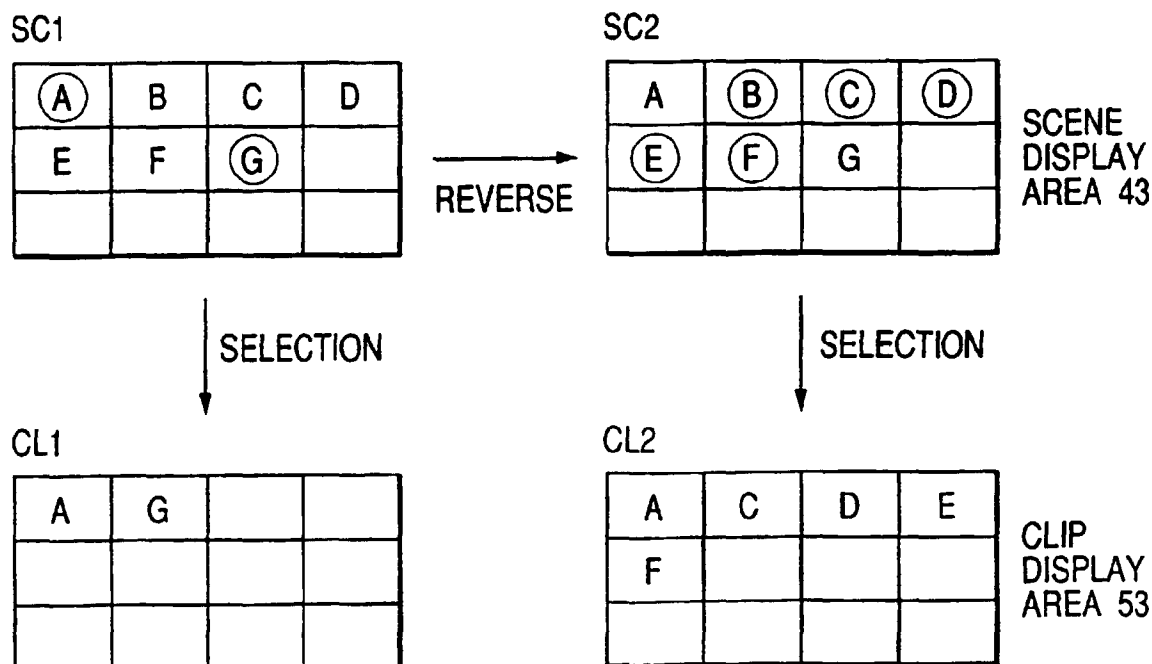 SC1
A B C D
E F G
REVERSE
SC2
A B C D
E F G
SCENE
DISPLAY
AREA 43
SELECTION
SELECTION
CL1
A G
CL2
A C D E
F
CLIP
DISPLAY
AREA 53